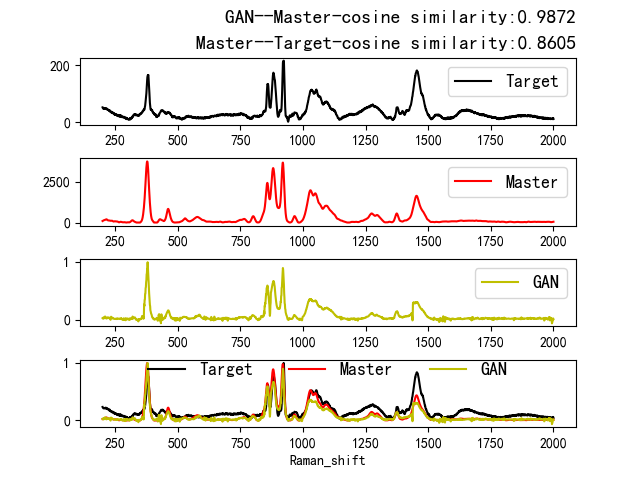 GAN--Master-cosine similarity:0.9872
Master--Target-cosine similarity:0.8605
200
0
Target
250 500 750 1000 1250 1500 1750 2000
2500
0
Master
250 500 750 1000 1250 1500 1750 2000
1
0
GAN
250 500 750 1000 1250 1500 1750 2000
1
0
Target Master GAN
250 500 750 1000 1250 1500 1750 2000
Raman_shift